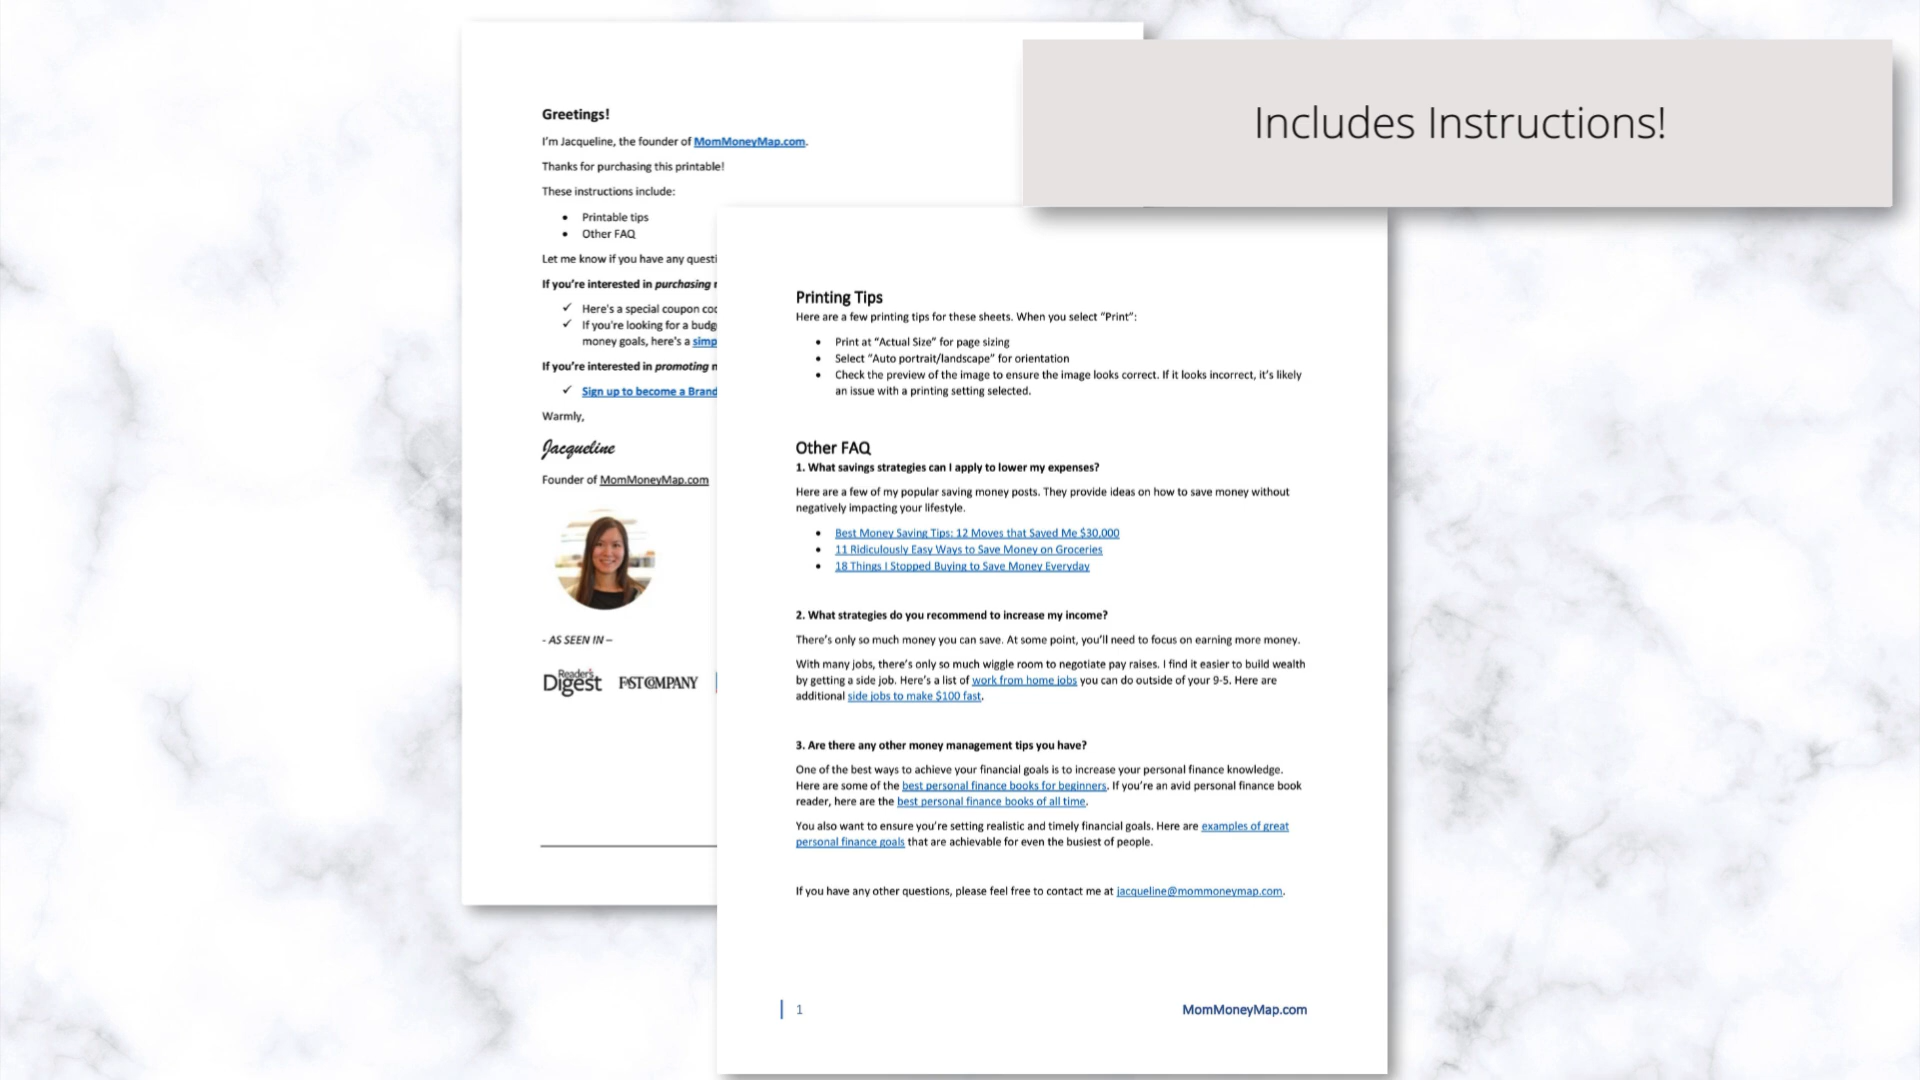 Includes Instructions!
Greetings!
I'm Jacqueline, the founder of MomMoneyMap.com.
Thanks for purchasing this printable!
These instructions include:
• Printable tips
• Other FAQ
Let me know if you have any
If you're interested in purchasing
✓ Here's a special coupon
✓ If you're looking for a
money goals, here's a
If you're interested in promoting
✓ Sign up to become a
Warmly,
Jacqueline
Founder of MomMoneyMap.com
- AS SEEN IN –
Reader's Digest FAST COMPANY
Printing Tips
Here are a few printing tips for these sheets. When you select “Print”:
• Print at “Actual Size” for page sizing
• Select “Auto portrait/landscape” for orientation
• Check the preview of the image to ensure the image looks correct. If it looks incorrect, it's likely
an issue with a printing setting selected.
Other FAQ
1. What savings strategies can I apply to lower my expenses?
Here are a few of my popular saving money posts. They provide ideas on how to save money without
negatively impacting your lifestyle.
• Best Money Saving Tips: 12 Moves that Saved Me $30,000
• 11 Ridiculously Easy Ways to Save Money on Groceries
• 18 Things I Stopped Buying to Save Money Everyday
2. What strategies do you recommend to increase my income?
There's only so much money you can save. At some point, you'll need to focus on earning more money.
With many jobs, there's only so much wiggle room to negotiate pay raises. I find it easier to build wealth
by getting a side job. Here's a list of work from home jobs you can do outside of your 9-5. Here are
additional side jobs to make $100 fast.
3. Are there any other money management tips you have?
One of the best ways to achieve your financial goals is to increase your personal finance knowledge.
Here are some of the best personal finance books for beginners. If you're an avid personal finance book
reader, here are the best personal finance books of all time.
You also want to ensure you're setting realistic and timely financial goals. Here are examples of great
personal finance goals that are achievable for even the busiest of people.
If you have any other questions, please feel free to contact me at jacqueline@mommoneymap.com.
1
MomMoneyMap.com